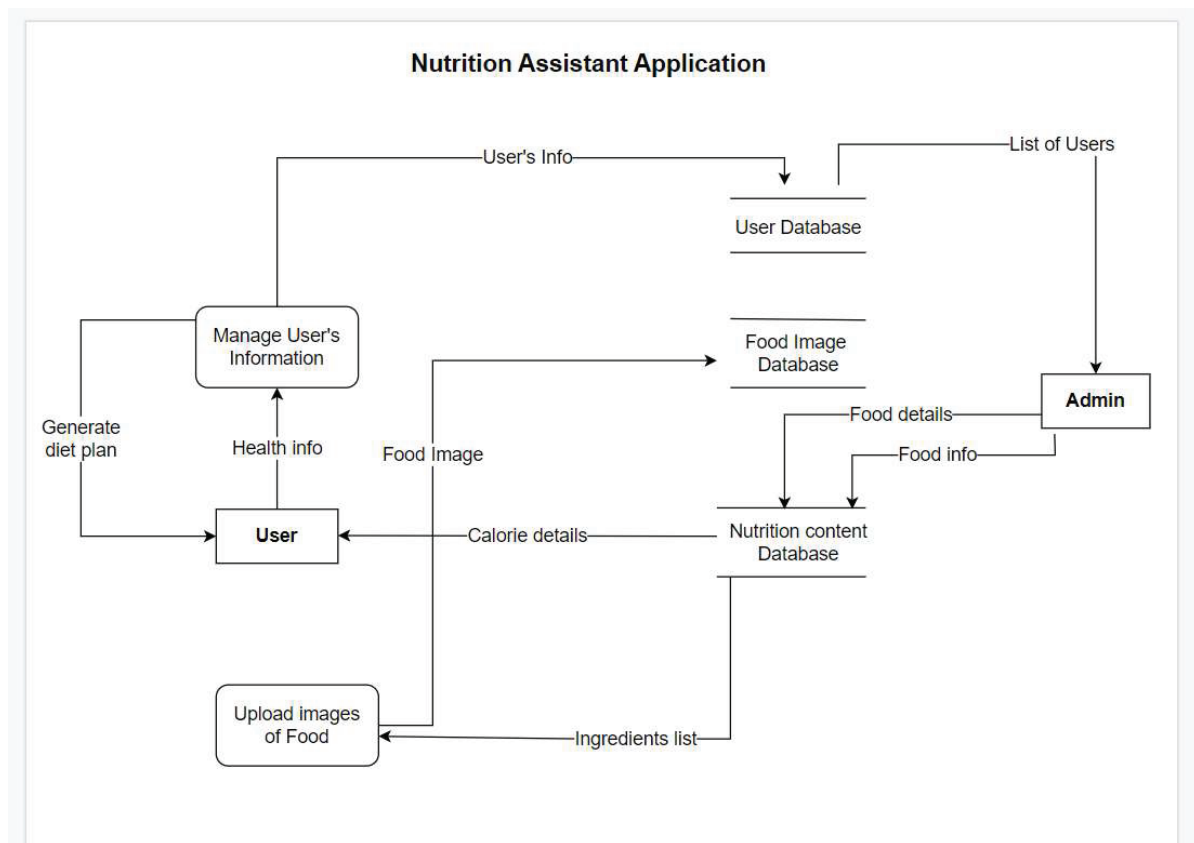 Nutrition Assistant Application
User's Info
List of Users
User Database
Manage User's
Information
Food Image
Database
Admin
Food details
Generate
diet plan
Health info
Food Image
Food info
User
Calorie details
Nutrition content
Database
Upload images
of Food
Ingredients list